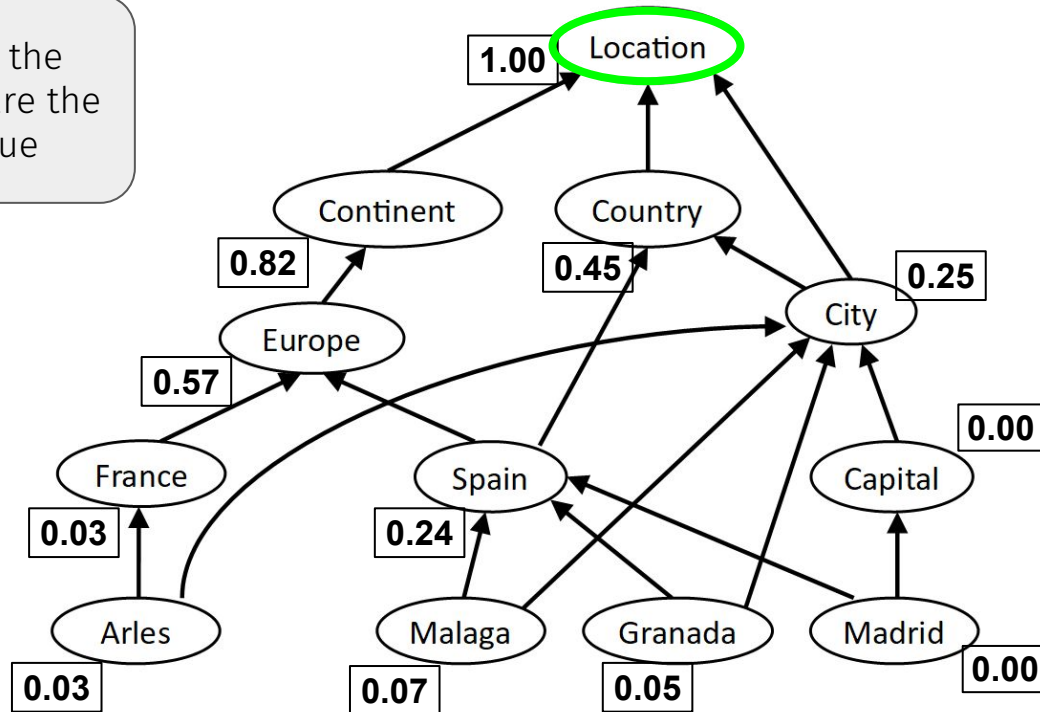 the
re the
ue
Location
1.00
Continent
Country
0.82
0.45
0.25
City
Europe
0.57
0.00
France
Spain
Capital
0.03
0.24
Arles
Malaga
Granada
Madrid
0.03
0.07
0.05
0.00